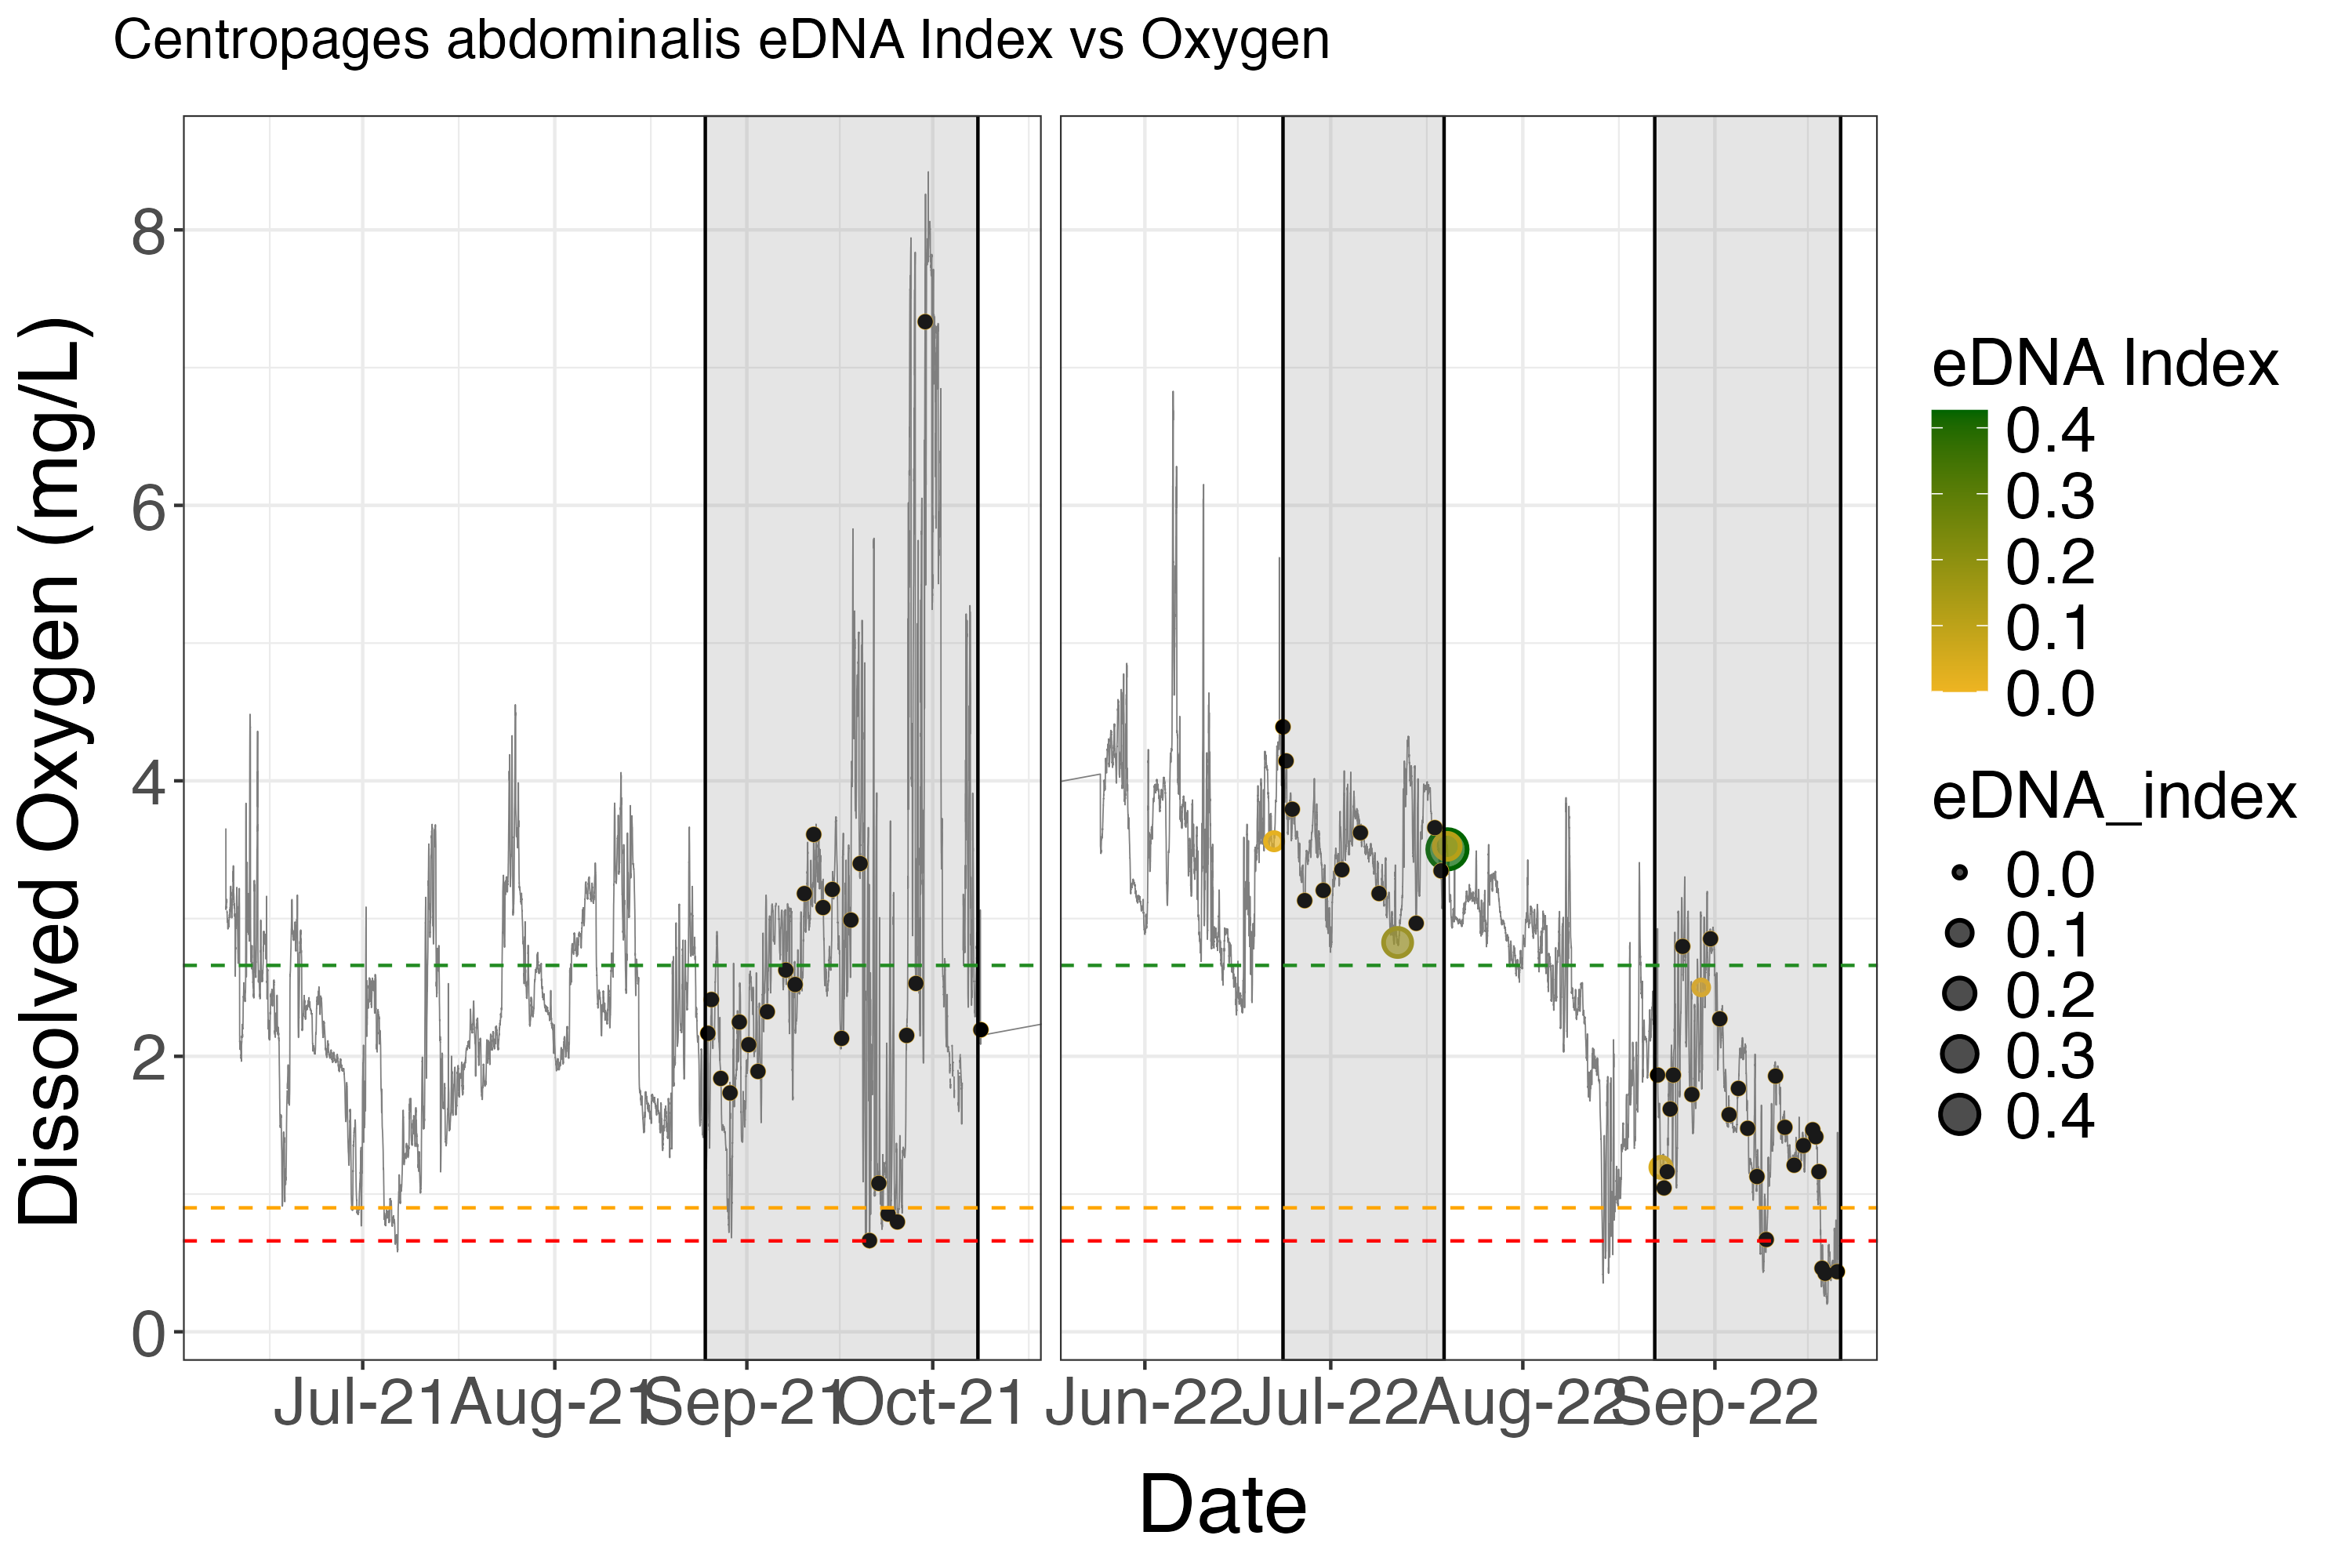 Centropages abdominalis eDNA Index vs Oxygen
Dissolved Oxygen (mg/L)
8
6
4
2
0
Jul-21 Aug-21 Sep-21 Oct-21 Jun-22 Jul-22 Aug-22 Sep-22
Date
eDNA Index
0.4
0.3
0.2
0.1
0.0
eDNA_index
0.0
0.1
0.2
0.3
0.4